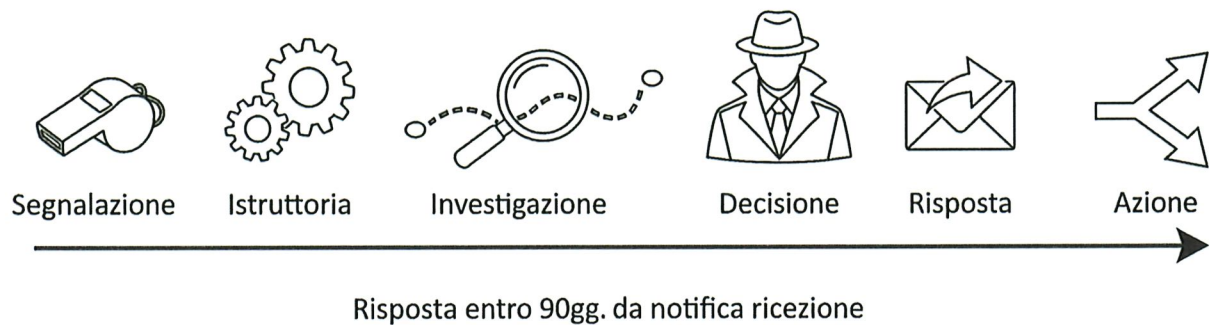 Segnalazione Istruttoria Investigazione Decisione Risposta Azione
Risposta entro 90gg. da notifica ricezione